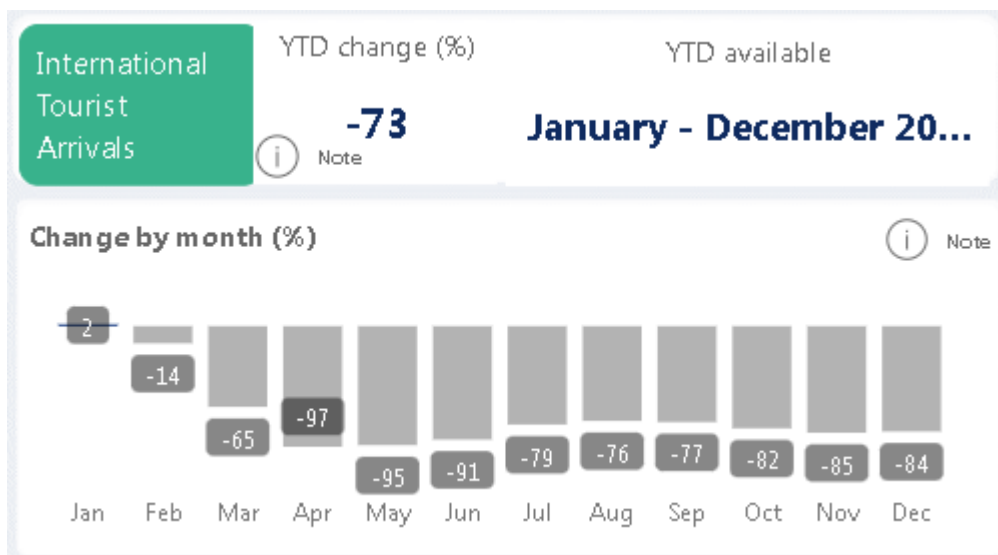 International
Tourist
Arrivals
YTD change (%)
-73
i Note
YTD available
January - December 20...
Change by month (%)
i Note
2
-14
-65
-97
-95
-91
-79
-76
-77
-82
-85
-84
Jan Feb Mar Apr May Jun Jul Aug Sep Oct Nov Dec